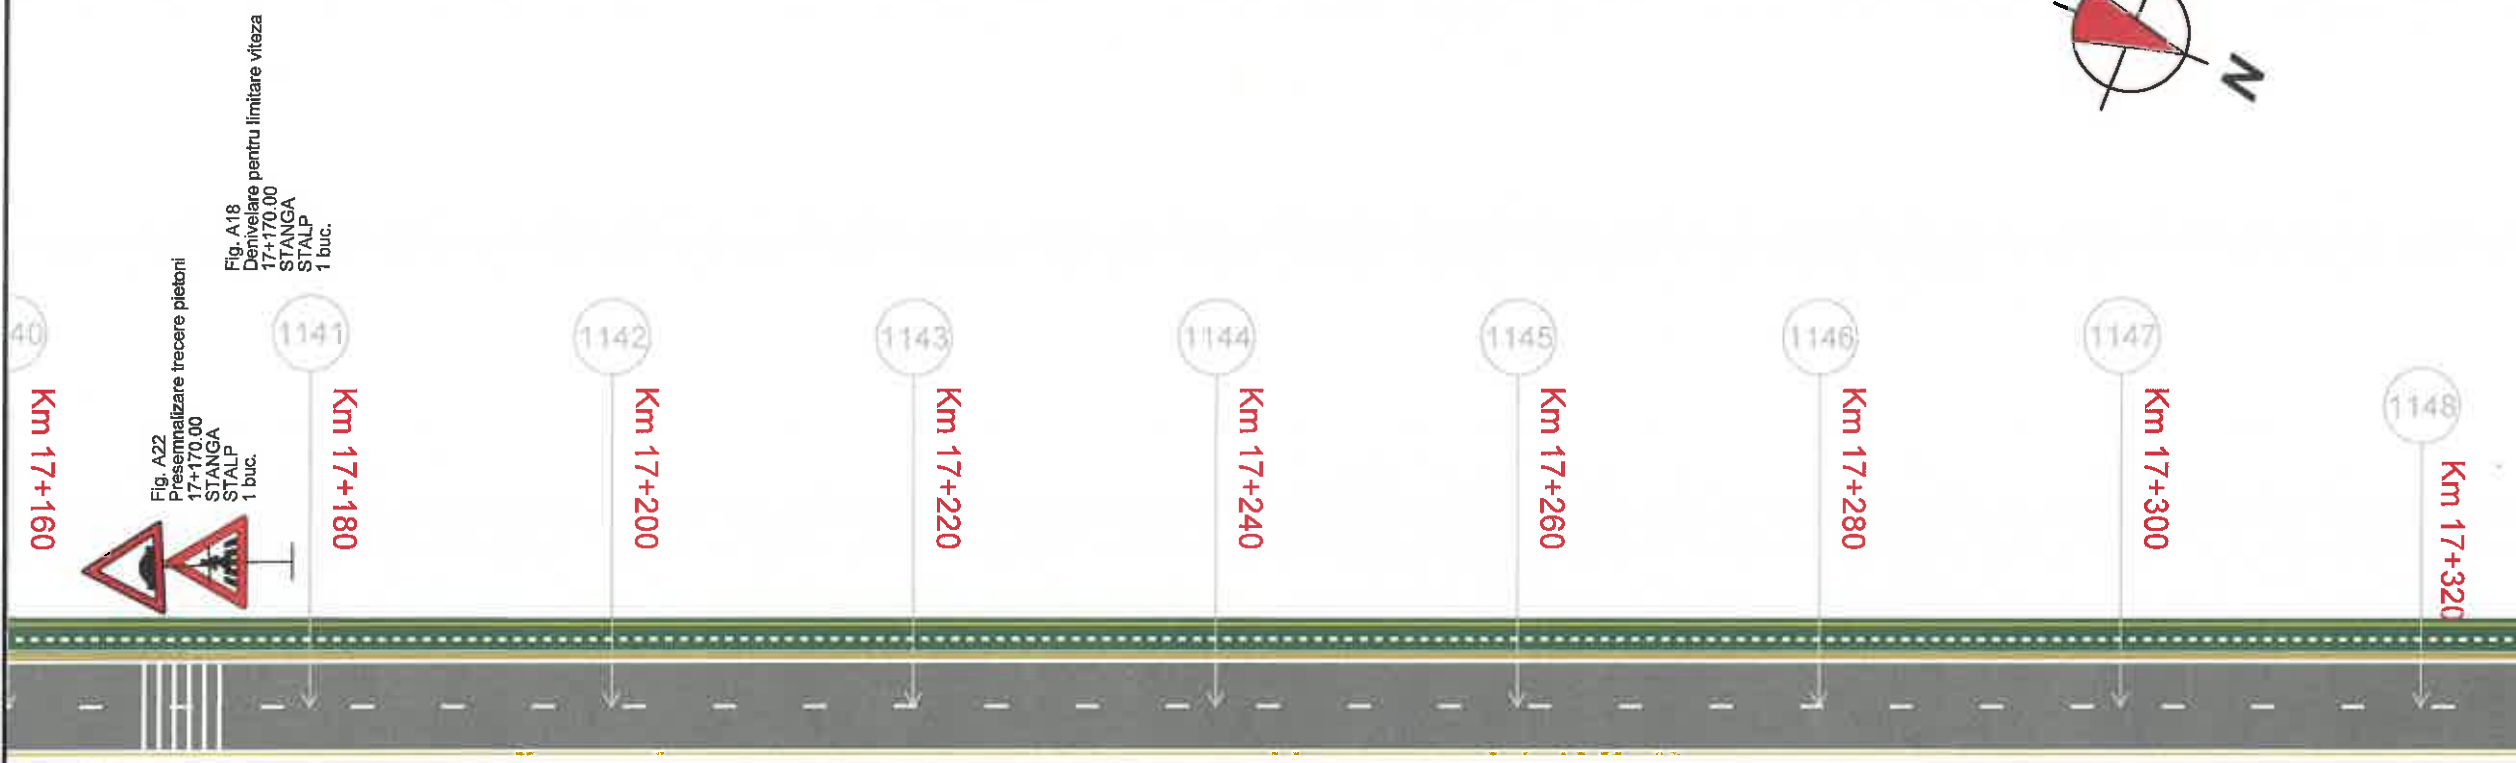 Fig. A22
Presemnalizare trecere pietoni
17+170.00
STANGA
STALP
1 buc.
Fig. A18
Denivelare pentru limitare viteza
17+170.00
STANGA
STALP
1 buc.
N
40
1141
1142
1143
1144
1145
1146
1147
1148
Km 17+160
Km 17+180
Km 17+200
Km 17+220
Km 17+240
Km 17+260
Km 17+280
Km 17+300
Km 17+320